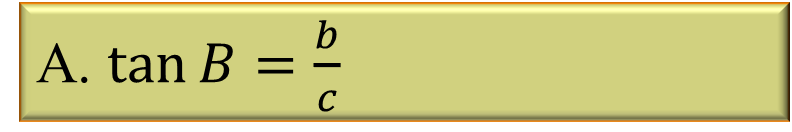 A. tan B = b/c